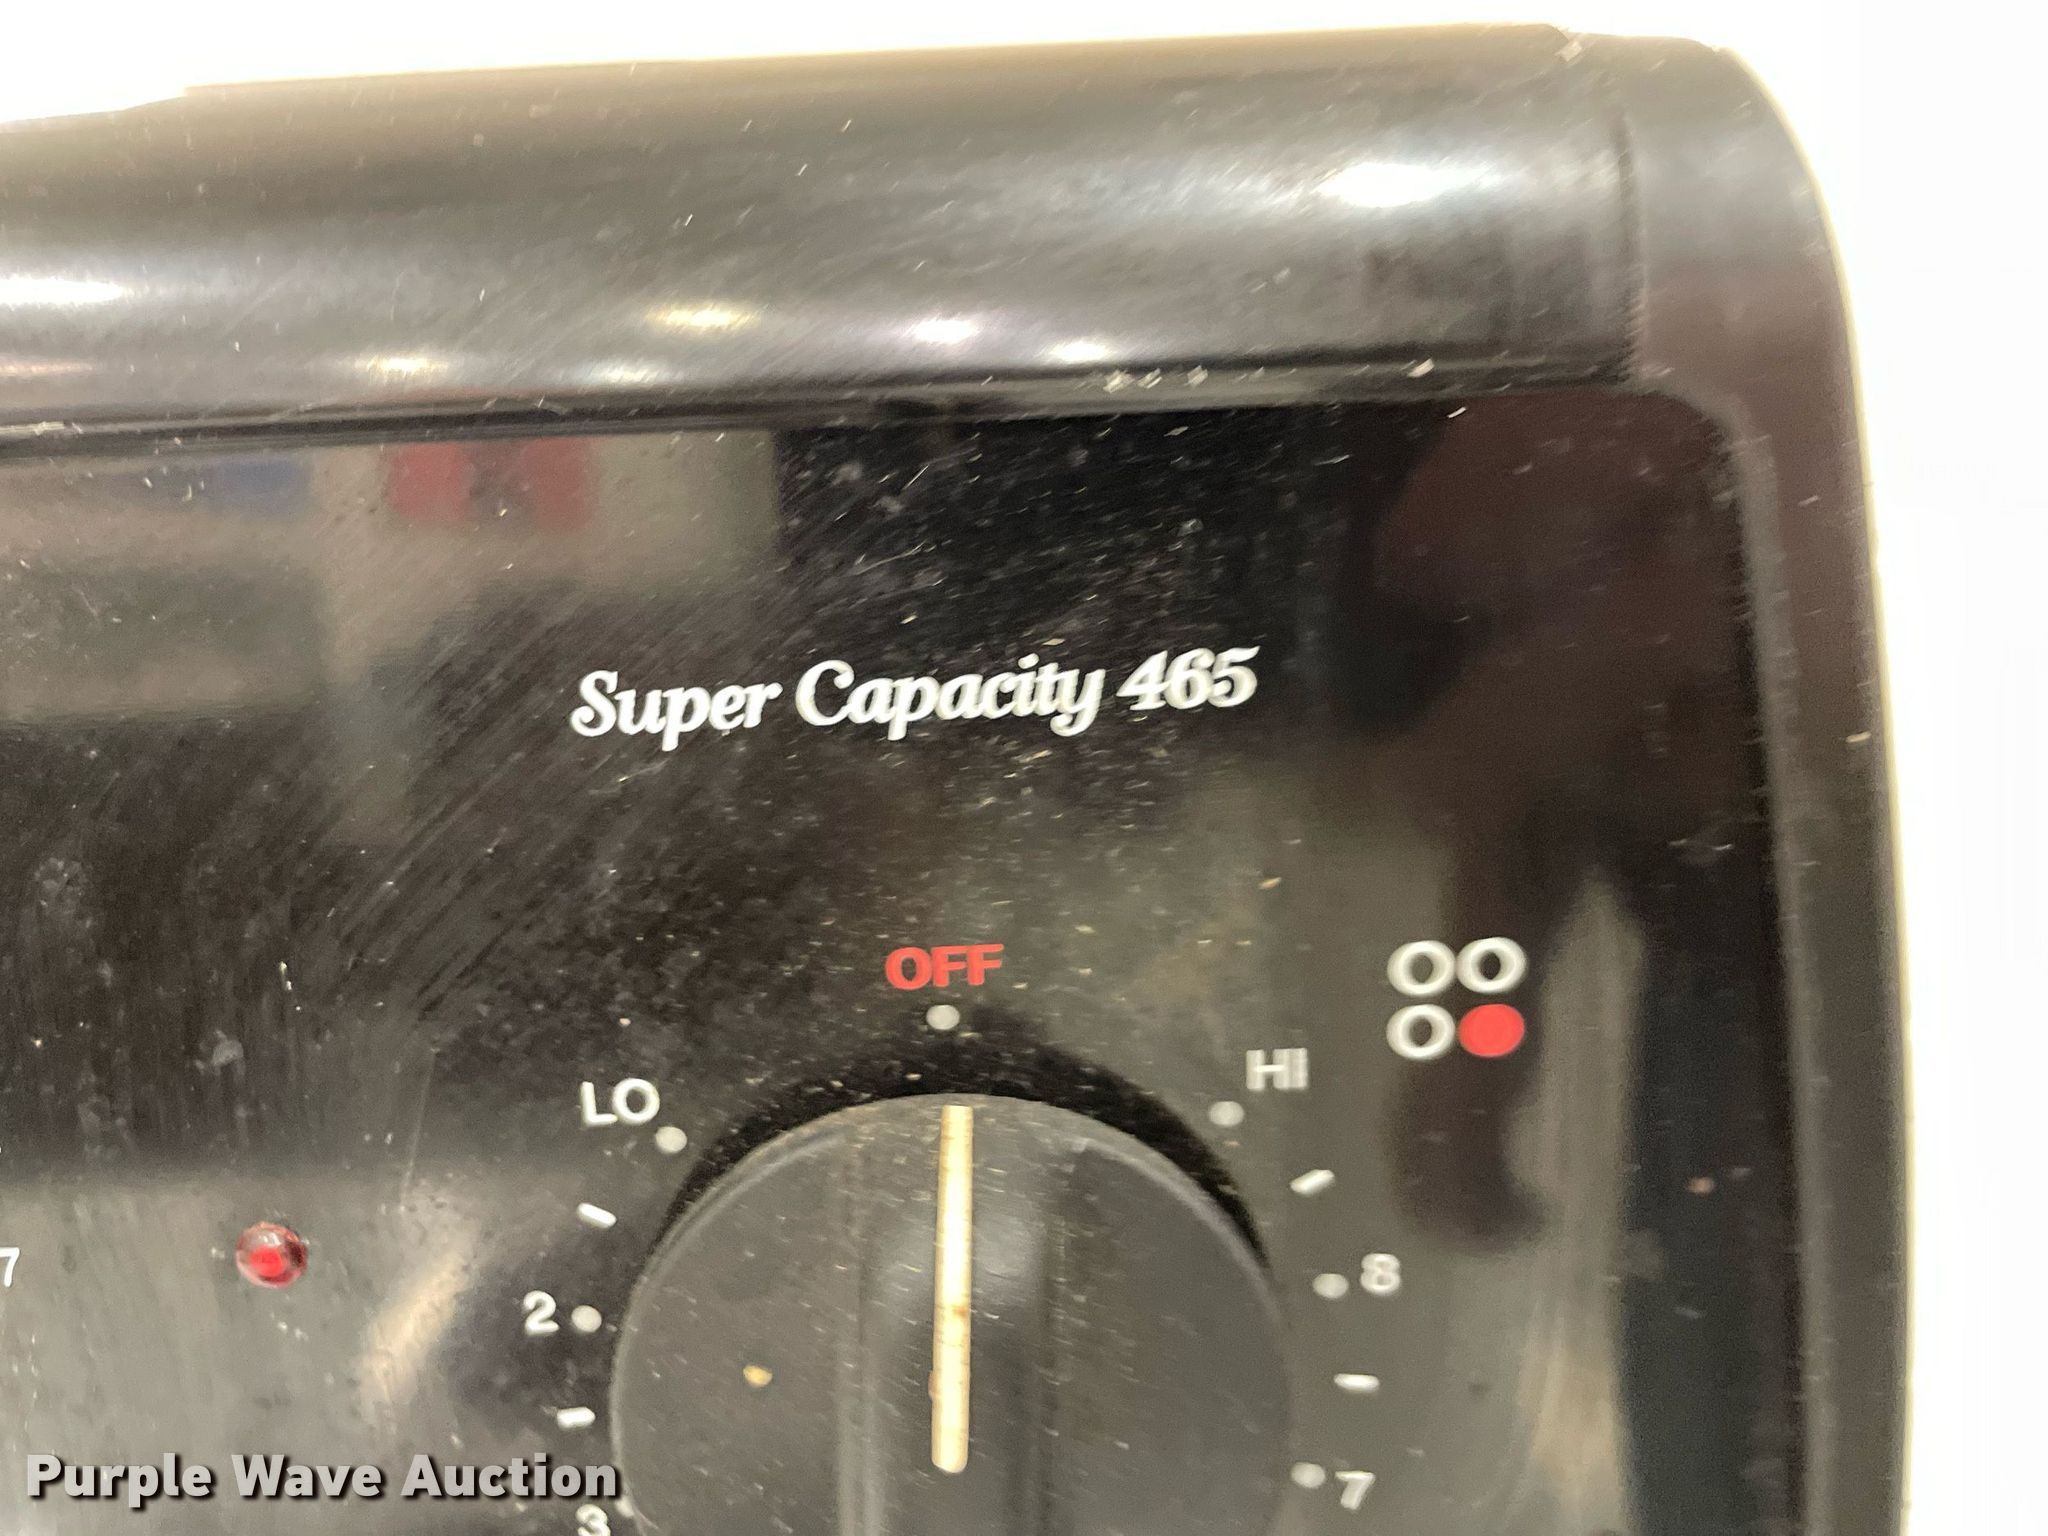 Super Capacity 465
OFF
LO
HI
7
2
8
3
7
Purple Wave Auction